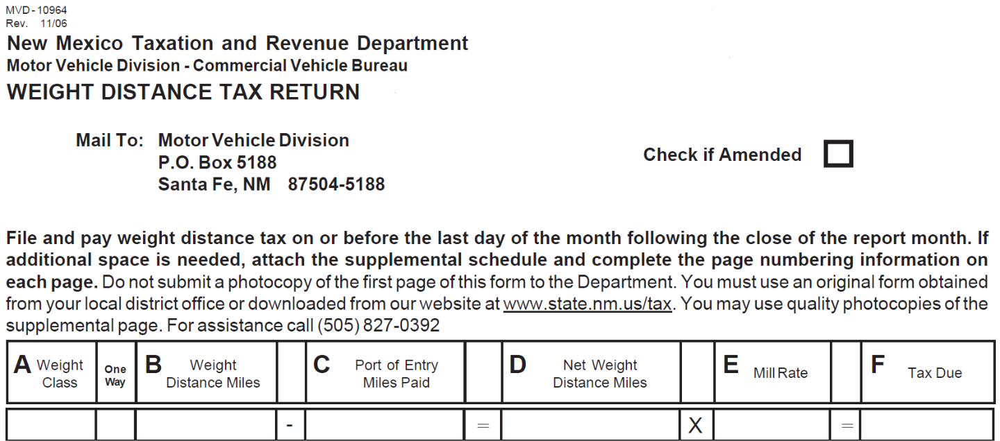 MVD-10964
Rev. 11/06
New Mexico Taxation and Revenue Department
Motor Vehicle Division - Commercial Vehicle Bureau
WEIGHT DISTANCE TAX RETURN
Mail To: Motor Vehicle Division
P.O. Box 5188
Santa Fe, NM 87504-5188
Check if Amended
File and pay weight distance tax on or before the last day of the month following the close of the report month. If
additional space is needed, attach the supplemental schedule and complete the page numbering information on
each page. Do not submit a photocopy of the first page of this form to the Department. You must use an original form obtained
from your local district office or downloaded from our website at www.state.nm.us/tax. You may use quality photocopies of the
supplemental page. For assistance call (505) 827-0392
A Weight Class
One Way
B Weight Distance Miles
C Port of Entry Miles Paid
D Net Weight Distance Miles
E Mill Rate
F Tax Due
- = X =